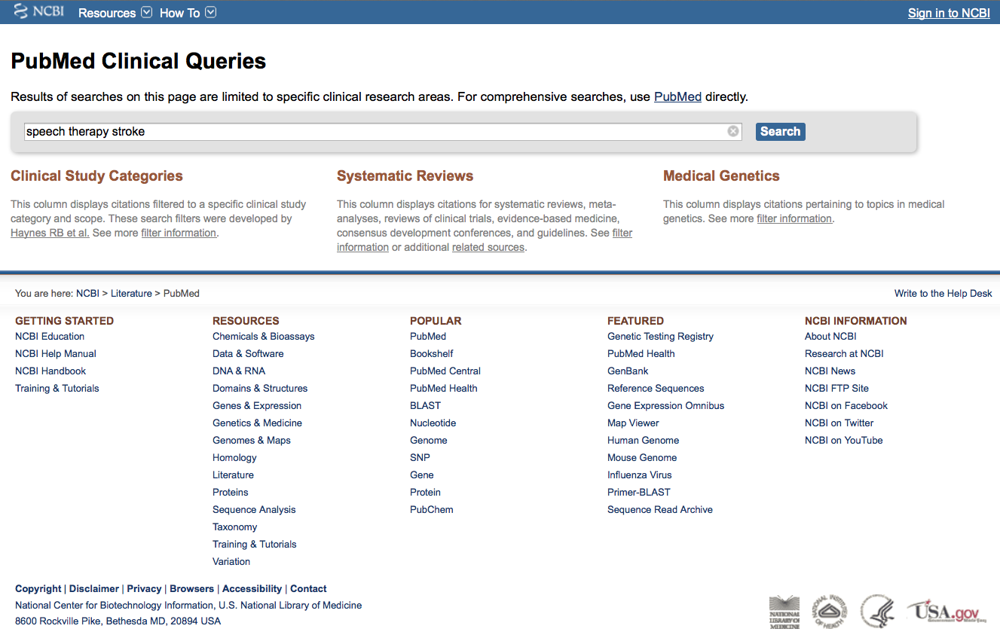 NCBI Resources How To Sign in to NCBI
PubMed Clinical Queries
Results of searches on this page are limited to specific clinical research areas. For comprehensive searches, use PubMed directly.
speech therapy stroke Search
Clinical Study Categories
This column displays citations filtered to a specific clinical study
category and scope. These search filters were developed by
Haynes RB et al. See more filter information.
Systematic Reviews
This column displays citations for systematic reviews, meta-
analyses, reviews of clinical trials, evidence-based medicine,
consensus development conferences, and guidelines. See filter
information or additional related sources.
Medical Genetics
This column displays citations pertaining to topics in medical
genetics. See more filter information.
You are here: NCBI > Literature > PubMed
Write to the Help Desk
GETTING STARTED
NCBI Education
NCBI Help Manual
NCBI Handbook
Training & Tutorials
RESOURCES
Chemicals & Bioassays
Data & Software
DNA & RNA
Domains & Structures
Genes & Expression
Genetics & Medicine
Genomes & Maps
Homology
Literature
Proteins
Sequence Analysis
Taxonomy
Training & Tutorials
Variation
POPULAR
PubMed
Bookshelf
PubMed Central
PubMed Health
BLAST
Nucleotide
Genome
SNP
Gene
Protein
PubChem
FEATURED
Genetic Testing Registry
PubMed Health
GenBank
Reference Sequences
Gene Expression Omnibus
Map Viewer
Human Genome
Mouse Genome
Influenza Virus
Primer-BLAST
Sequence Read Archive
NCBI INFORMATION
About NCBI
Research at NCBI
NCBI News
NCBI FTP Site
NCBI on Facebook
NCBI on Twitter
NCBI on YouTube
Copyright | Disclaimer | Privacy | Browsers | Accessibility | Contact
National Center for Biotechnology Information, U.S. National Library of Medicine
8600 Rockville Pike, Bethesda MD, 20894 USA
NATIONAL
LIBRARY OF
MEDICINE
NATIONAL INSTITUTES
OF HEALTH
USA.gov